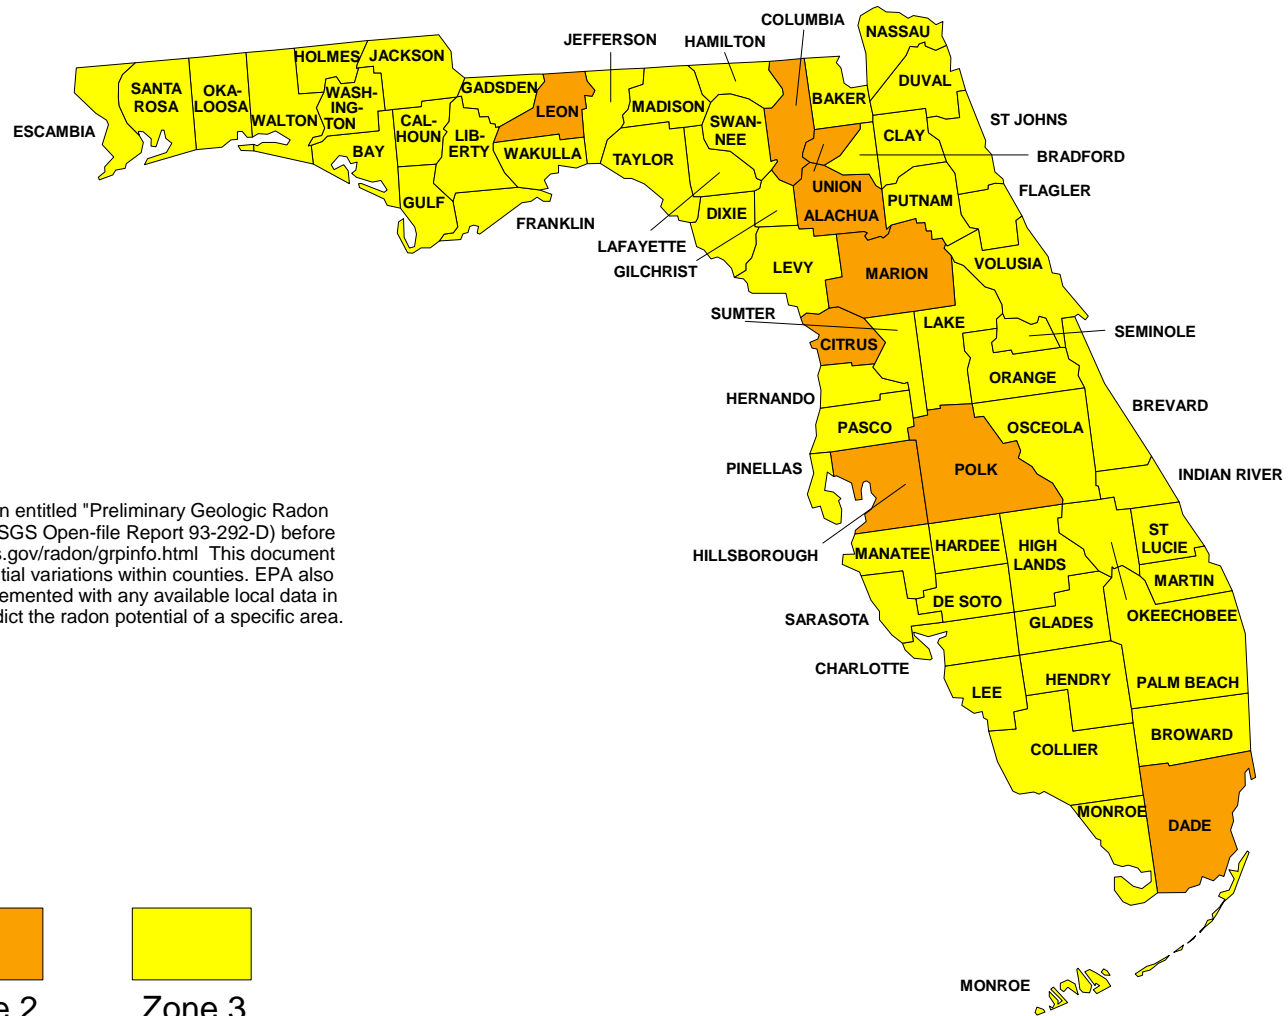 COLUMBIA
NASSAU
JEFFERSON
HAMILTON
HOLMES
JACKSON
DUVAL
SANTA
ROSA
OKA-
LOOSA
WASH-
ING-
TON
GADSDEN
LEON
MADISON
BAKER
ESCAMBIA
WALTON
CAL-
HOUN
LIB-
ERTY
SWAN-
NEE
CLAY
ST JOHNS
BAY
WAKULLA
TAYLOR
BRADFORD
UNION
FLAGLER
GULF
FRANKLIN
DIXIE
ALACHUA
PUTNAM
LAFAYETTE
GILCHRIST
LEVY
MARION
VOLUSIA
SUMTER
LAKE
CITRUS
SEMINOLE
ORANGE
HERNANDO
BREVARD
PASCO
OSCEOLA
PINELLAS
POLK
INDIAN RIVER
n entitled "Preliminary Geologic Radon
SGS Open-file Report 93-292-D) before
s.gov/radon/grpinfo.html This document
tial variations within counties. EPA also
emented with any available local data in
dict the radon potential of a specific area.
HILLSBOROUGH
MANATEE
HARDEE
HIGH
LANDS
ST
LUCIE
MARTIN
DE SOTO
SARASOTA
GLADES
OKEECHOBEE
CHARLOTTE
LEE
HENDRY
PALM BEACH
COLLIER
BROWARD
MONROE
DADE
MONROE
e 2
Zone 3